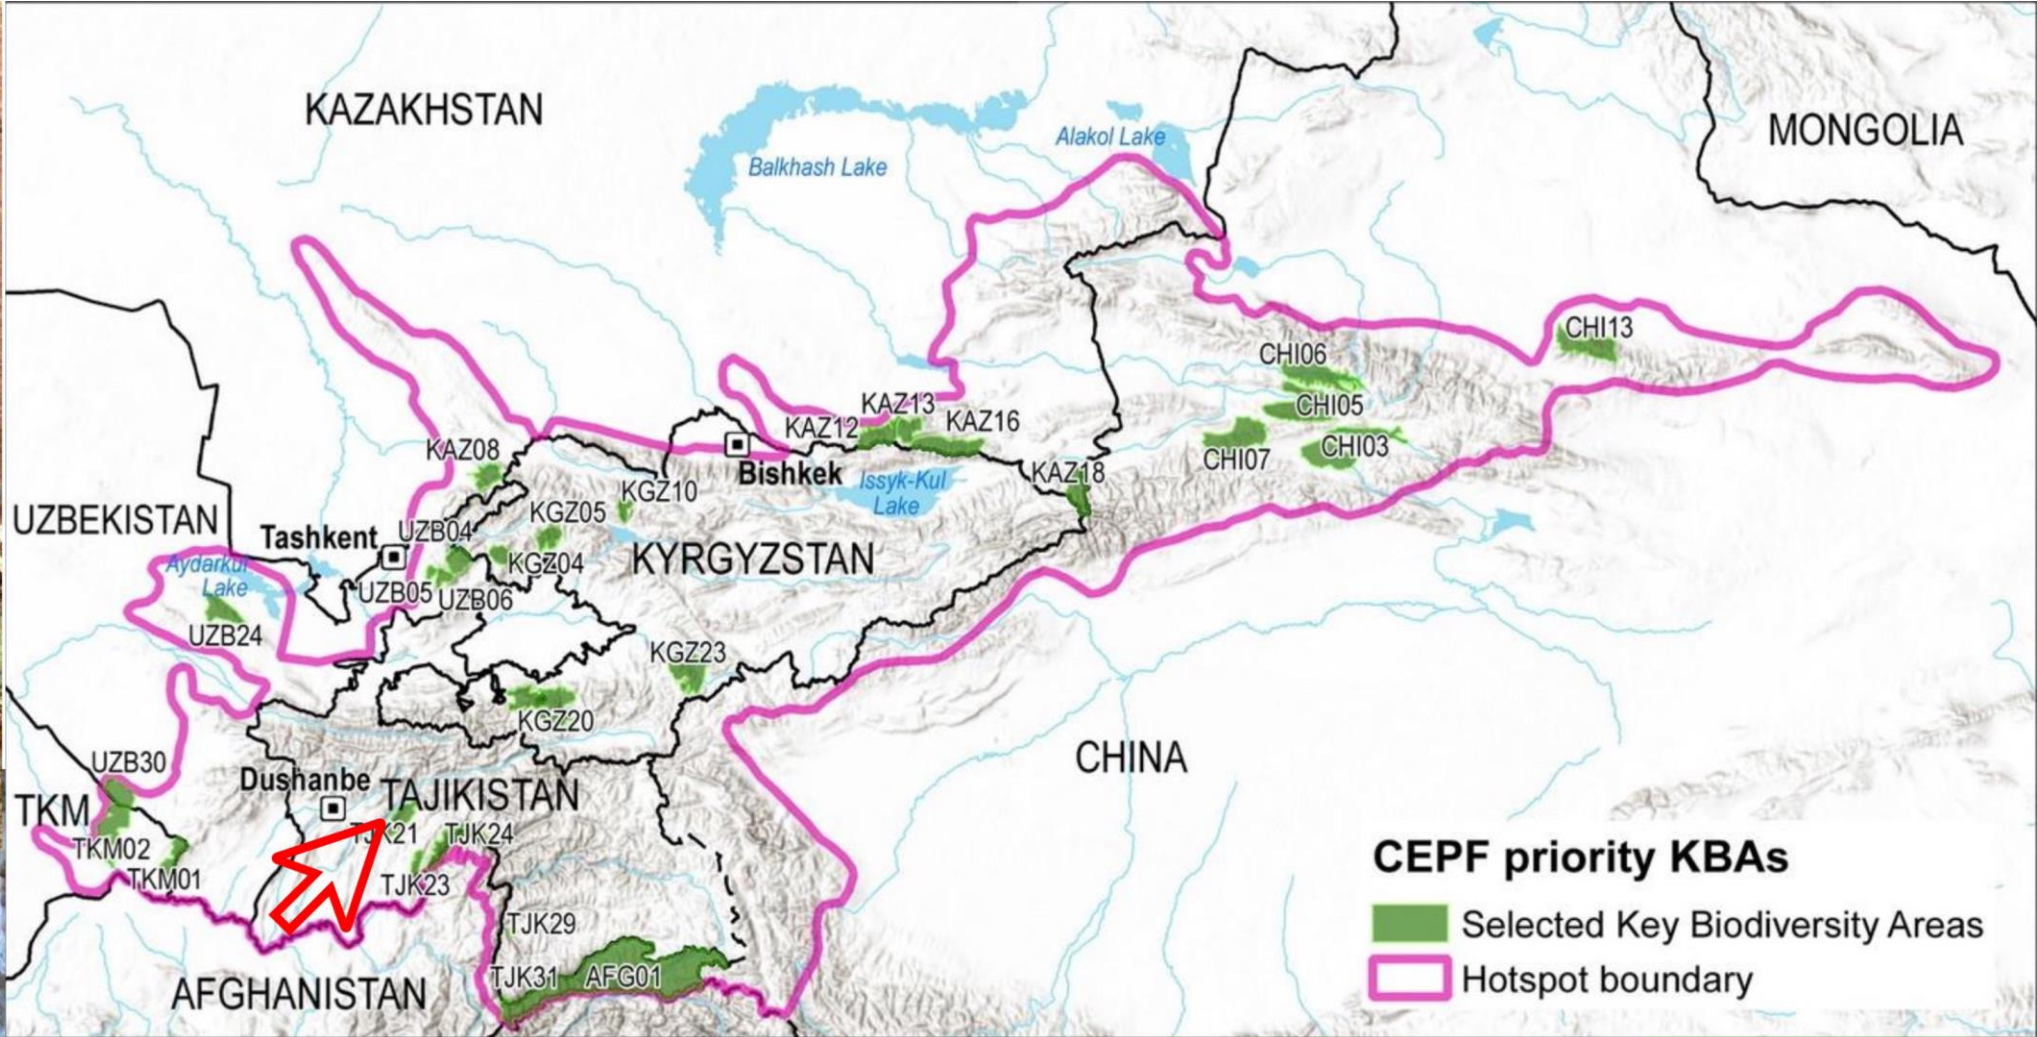 KAZAKHSTAN
MONGOLIA
Alakol Lake
Balkhash Lake
CHI13
CHI06
CHI05
CHI03
CHI07
KAZ13
KAZ12
KAZ16
KAZ08
Bishkek
KAZ18
Issyk-Kul
Lake
KGZ10
KGZ05
UZBEKISTAN
Tashkent
UZB04
KYRGYZSTAN
KGZ04
Aydarkul
Lake
UZB05
UZB06
UZB24
KGZ23
KGZ20
CHINA
UZB30
Dushanbe
TAJIKISTAN
TKM
TJK21
TJK24
TKM02
TKM01
TJK23
TJK29
TJK31
AFG01
AFGHANISTAN
CEPF priority KBAs
Selected Key Biodiversity Areas
Hotspot boundary